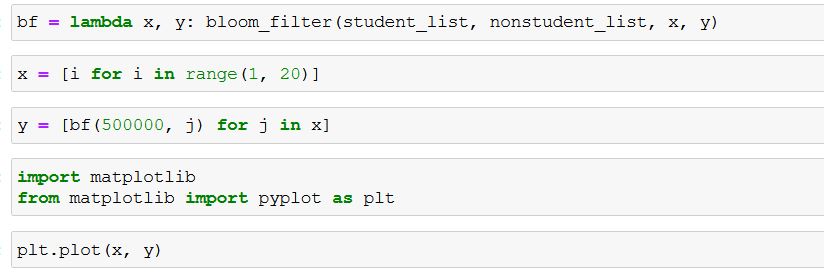 bf = lambda x, y: bloom_filter(student_list, nonstudent_list, x, y)
x = [i for i in range(1, 20)]
y = [bf(500000, j) for j in x]
import matplotlib
from matplotlib import pyplot as plt
plt.plot(x, y)